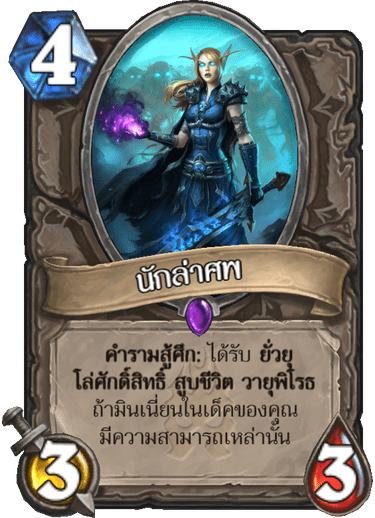 4
นักล่าศพ
คำรามสู้ศึก: ได้รับ ยั่วยุ
โล่ศักดิ์สิทธิ์ สูบชีวิต วายุพิโรธ
ถ้ามินเนี่ยนในเด็คของคุณ
มีความสามารถเหล่านั้น
3
3